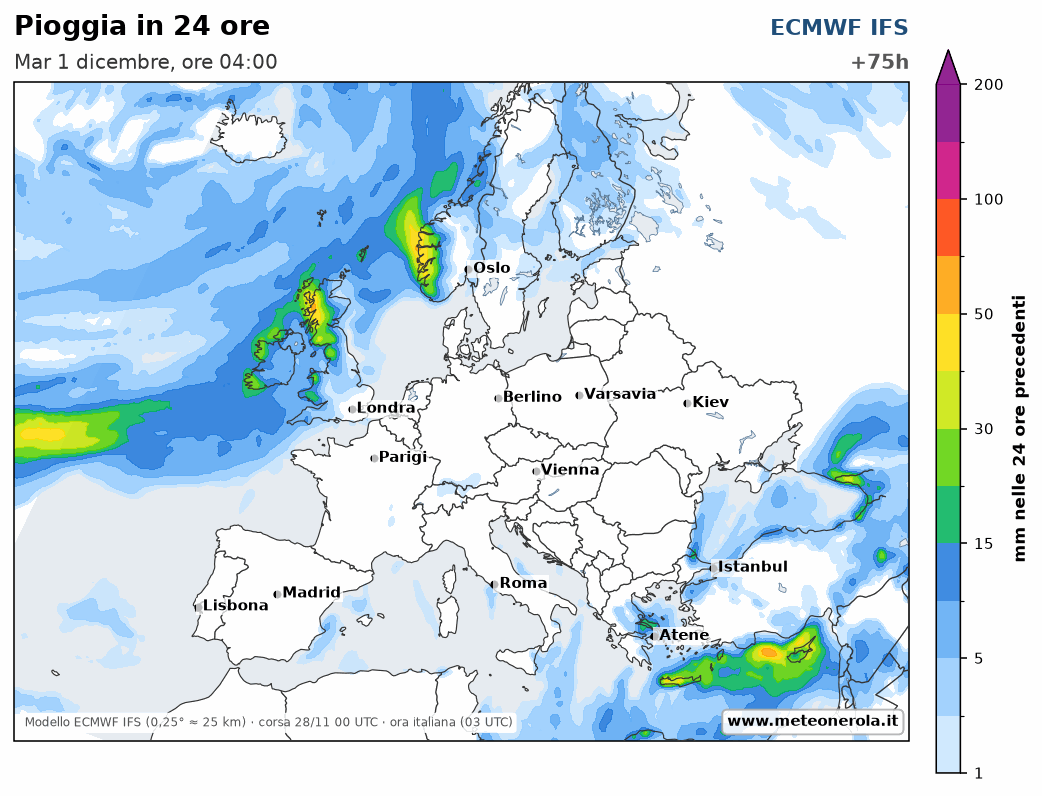 Pioggia in 24 ore
ECMWF IFS
Mar 1 dicembre, ore 04:00
+75h
200
100
50
30
15
5
1
mm nelle 24 ore precedenti
Oslo
Berlino
Varsavia
Kiev
Londra
Parigi
Vienna
Istanbul
Roma
Madrid
Lisbona
Atene
Modello ECMWF IFS (0,25° ≈ 25 km) · corsa 28/11 00 UTC · ora italiana (03 UTC)
www.meteonerola.it